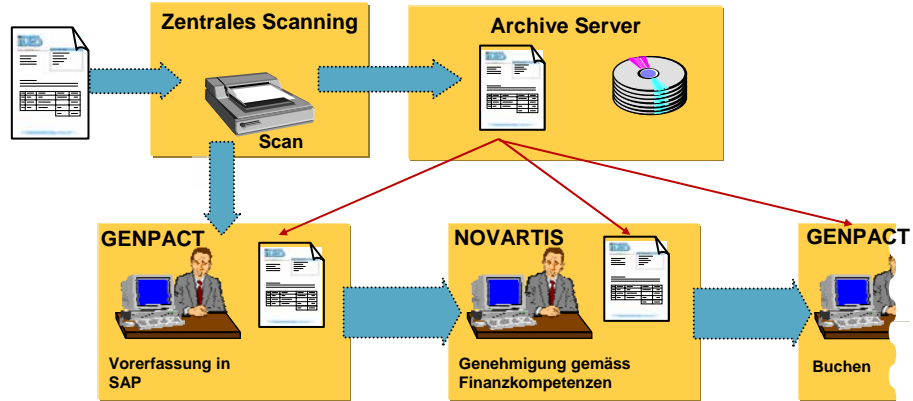 Zentrales Scanning
Archive Server
Scan
GENPACT
NOVARTIS
GENPACT
Vorerfassung in
SAP
Genehmigung gemäss
Finanzkompetenzen
Buchen